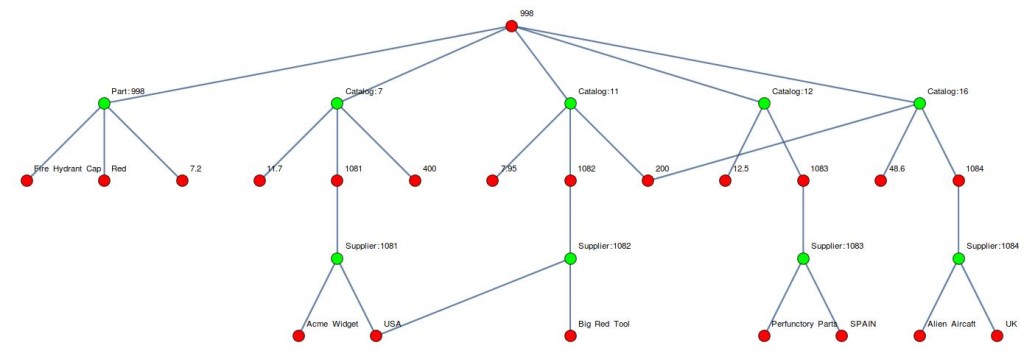 998
Part:998
Catalog:7
Catalog:11
Catalog:12
Catalog:16
Fire Hydrant Cap
Red
7.2
11.7
1081
400
7.95
1082
200
12.5
1083
48.6
1084
Supplier:1081
Supplier:1082
Supplier:1083
Supplier:1084
Acme Widget
USA
Big Red Tool
Perfunctory Parts
SPAIN
Alien Aircaft
UK